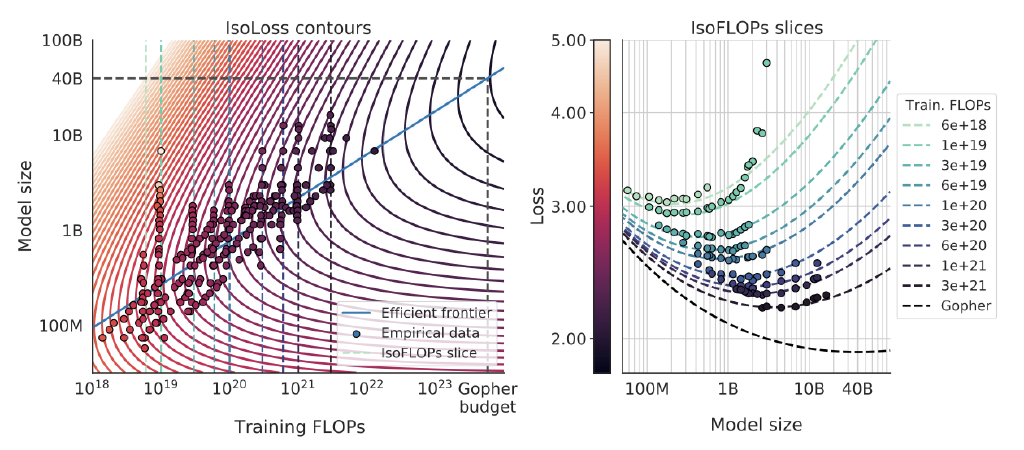 IsoLoss contours
100B
40B
10B
1B
100M
Model size
Efficient frontier
Empirical data
IsoFLOPs slice
10^18
10^19
10^20
10^21
10^22
10^23
Gopher
budget
Training FLOPs
IsoFLOPs slices
5.00
4.00
3.00
2.00
Loss
100M
1B
10B
40B
Model size
Train. FLOPs
6e+18
1e+19
3e+19
6e+19
1e+20
3e+20
6e+20
1e+21
3e+21
Gopher